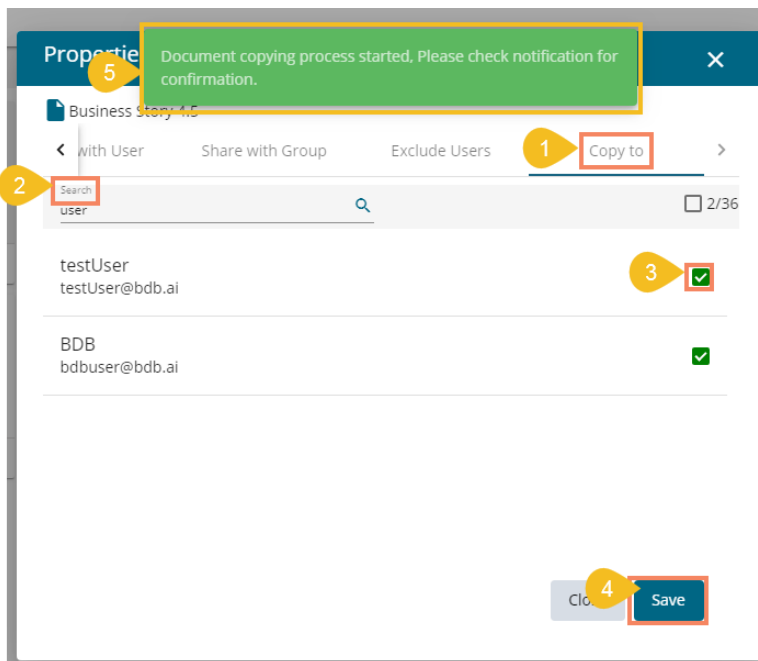 Propertie
5
Document copying process started, Please check notification for
confirmation.
Business Story 4.5
with User
Share with Group
Exclude Users
1
Copy to
2
Search
user
2/36
testUser
testUser@bdb.ai
3
BDB
bdbuser@bdb.ai
Clo
4
Save